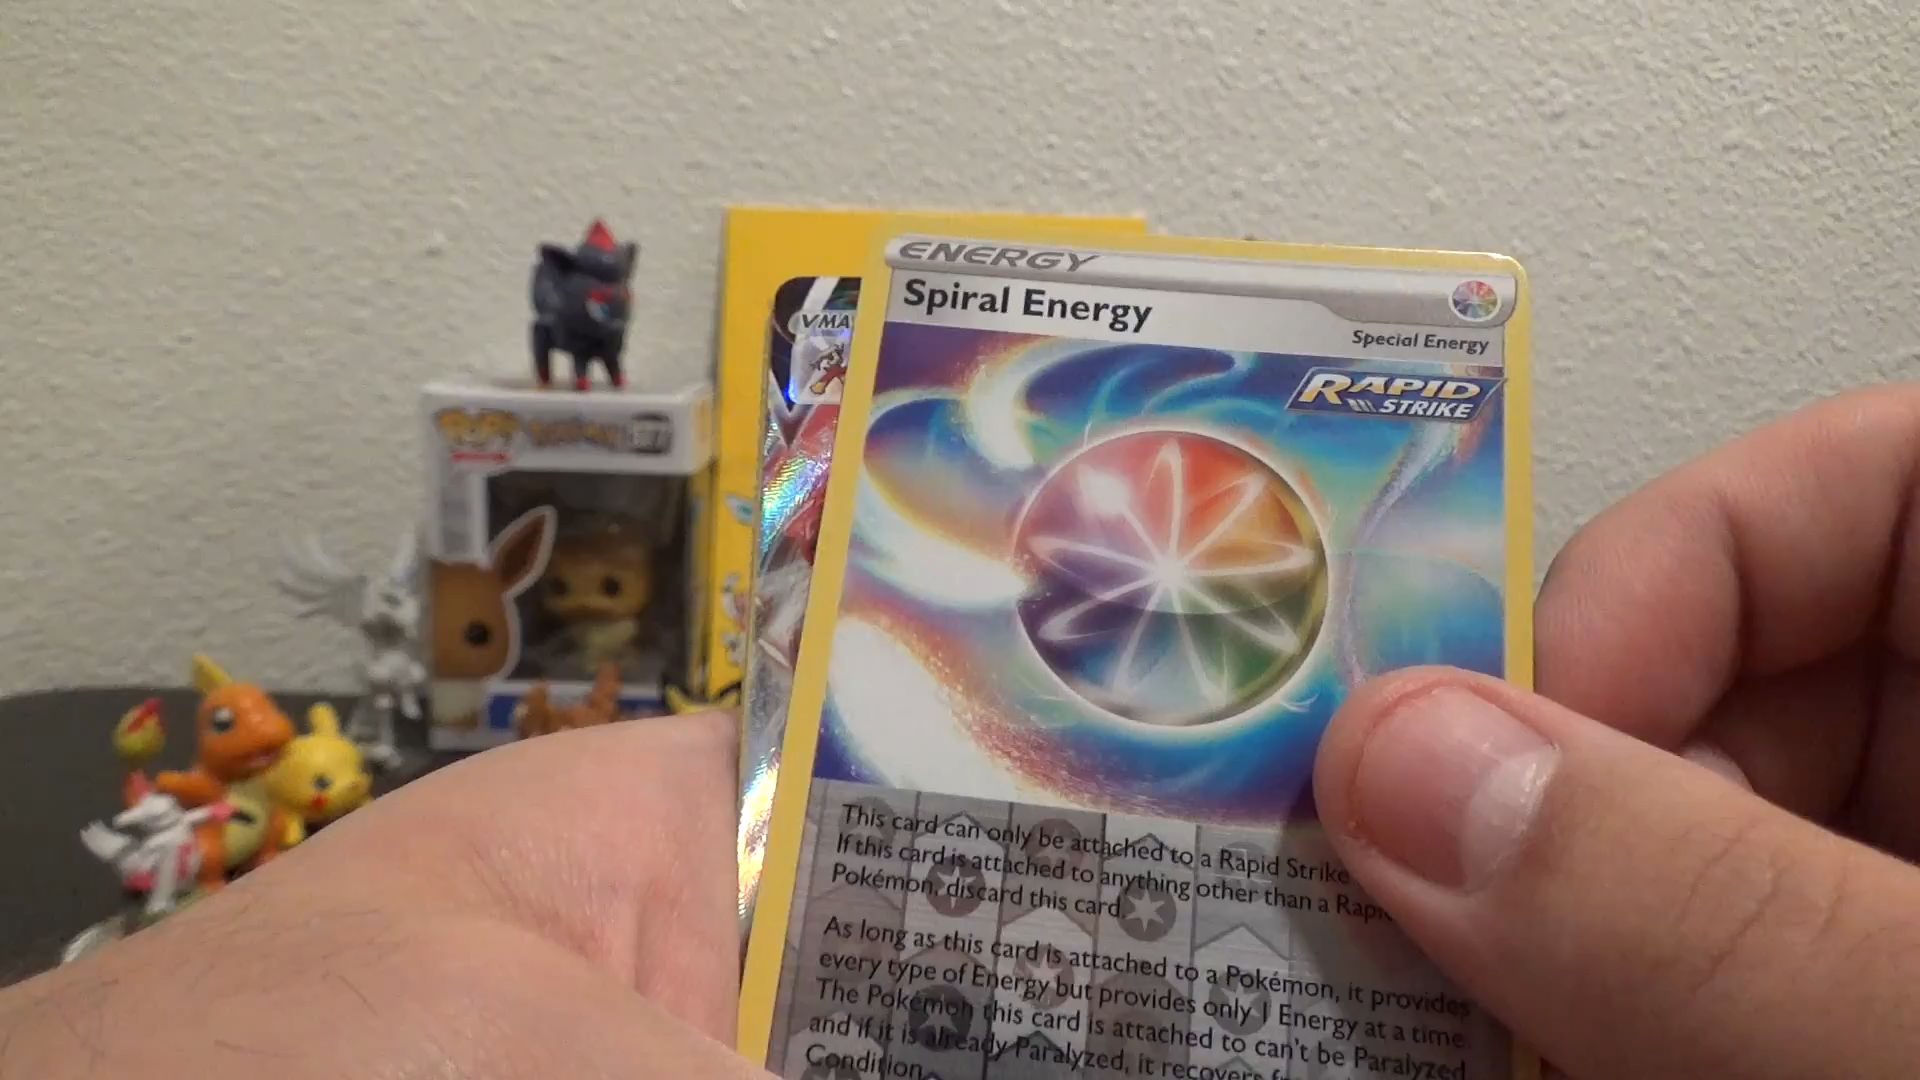 ENERGY
Spiral Energy
Special Energy
RAPID
STRIKE
VMA
This card can only be attached to a Rapid Strike
If this card is attached to anything other than a
Pokémon, discard this card.
As long as this card is attached to a Pokémon, it provides
every type of Energy but provides only 1 Energy at a time.
The Pokémon this card is attached to can't be Paralyzed,
and if it is already Paralyzed, it recovers
Condition.